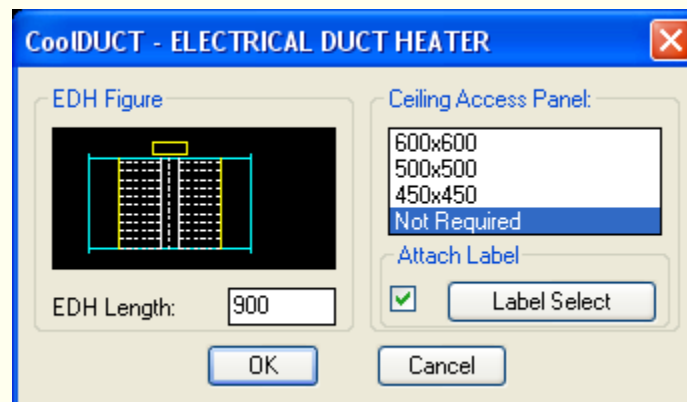 CoolDUCT - ELECTRICAL DUCT HEATER
EDH Figure
EDH Length:
900
Ceiling Access Panel:
600x600
500x500
450x450
Not Required
Attach Label
Label Select
OK
Cancel